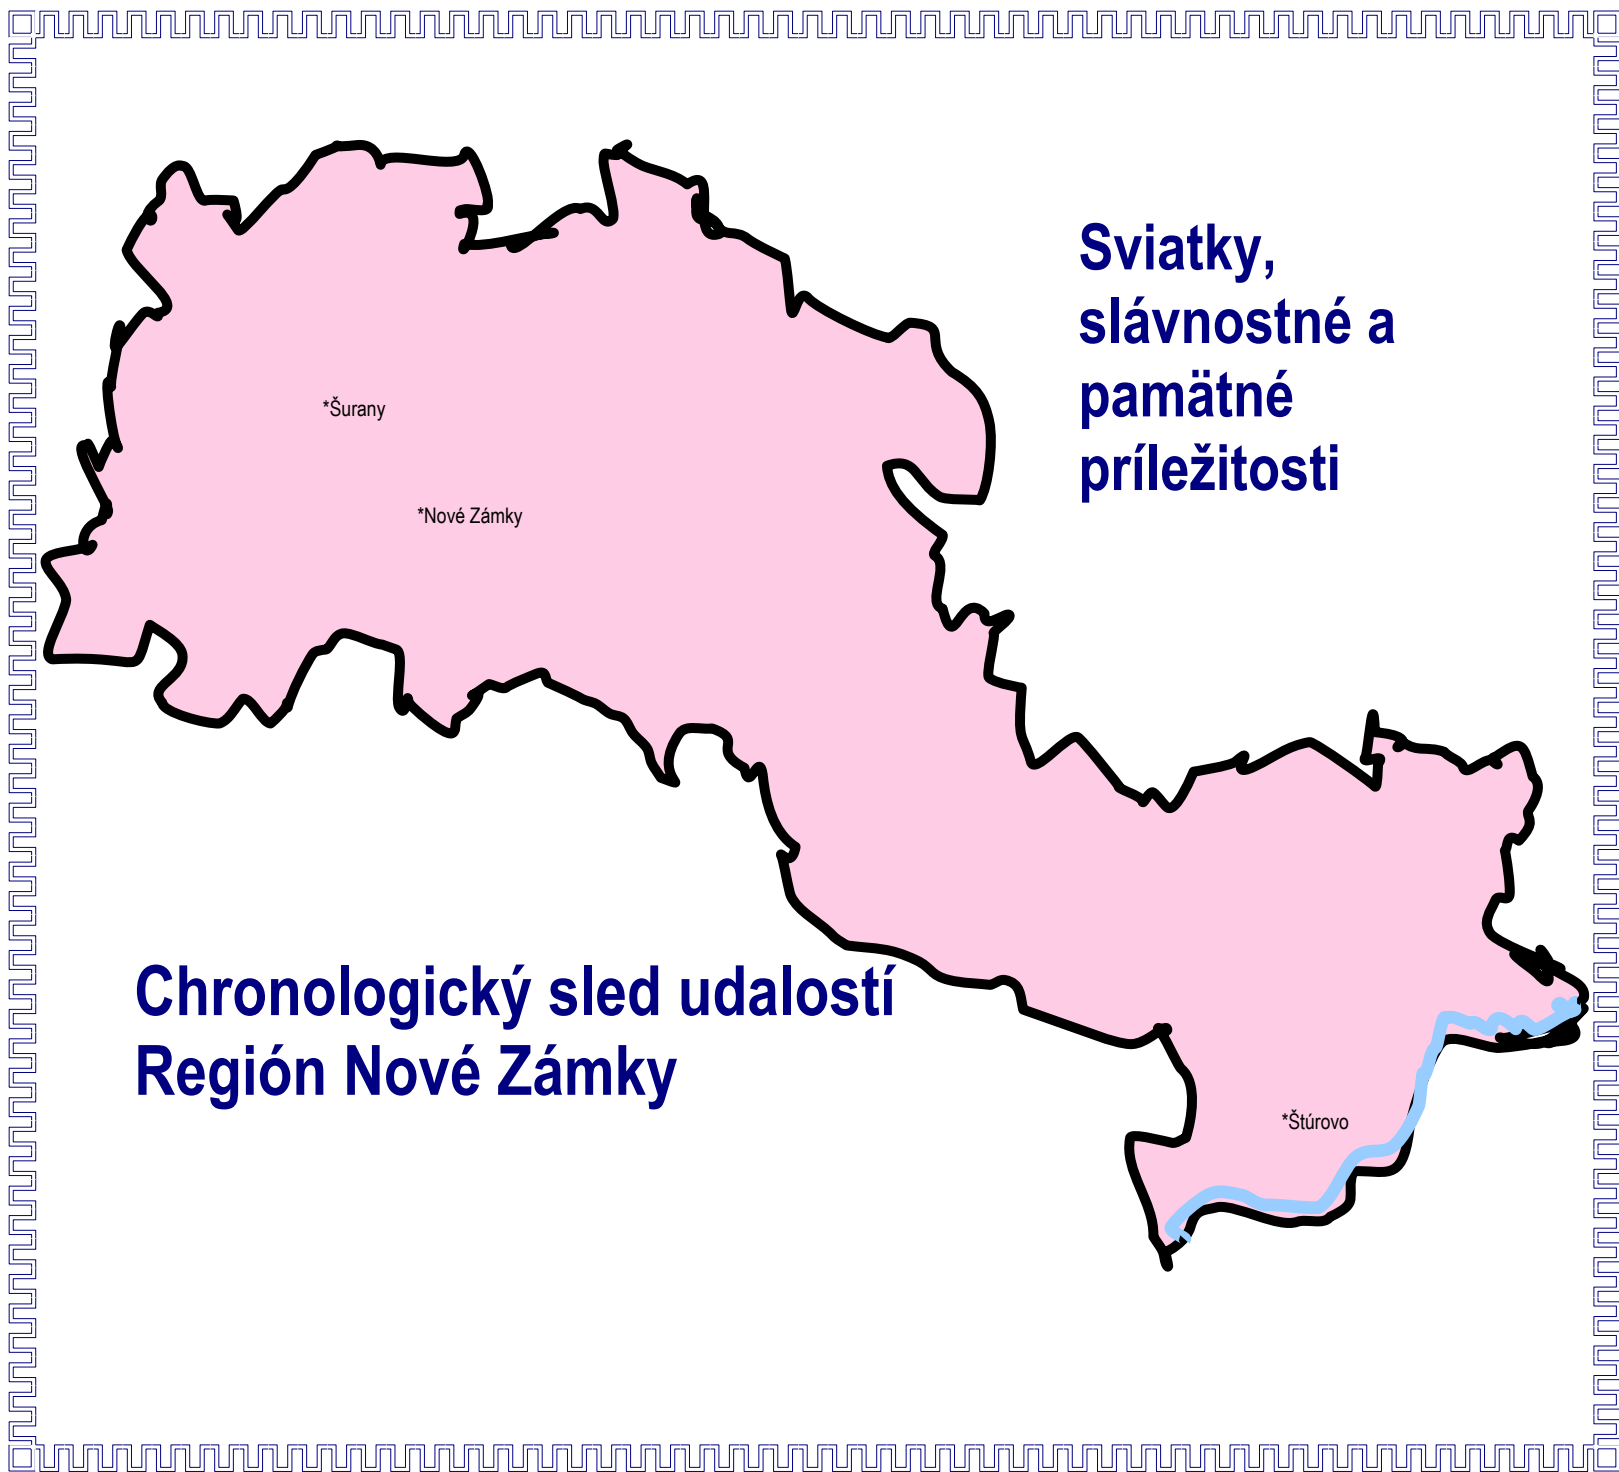 Sviatky,
slávnostné a
pamätné
príležitosti
*Šurany
*Nové Zámky
Chronologický sled udalostí
Región Nové Zámky
*Štúrovo